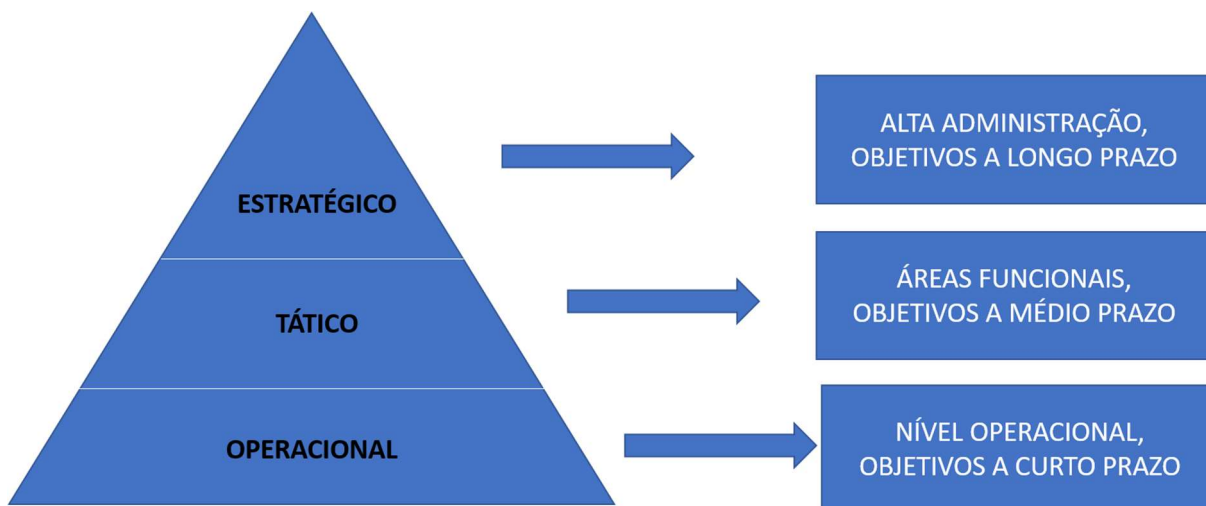 ESTRATÉGICO
ALTA ADMINISTRAÇÃO,
OBJETIVOS A LONGO PRAZO
TÁTICO
ÁREAS FUNCIONAIS,
OBJETIVOS A MÉDIO PRAZO
OPERACIONAL
NÍVEL OPERACIONAL,
OBJETIVOS A CURTO PRAZO